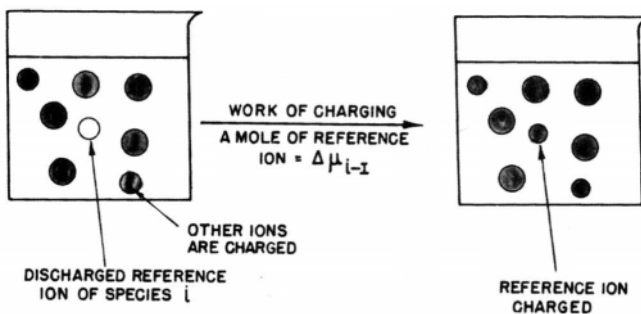 WORK OF CHARGING
A MOLE OF REFERENCE
ION = Δμi-I
OTHER IONS
ARE CHARGED
DISCHARGED REFERENCE
ION OF SPECIES i
REFERENCE ION
CHARGED